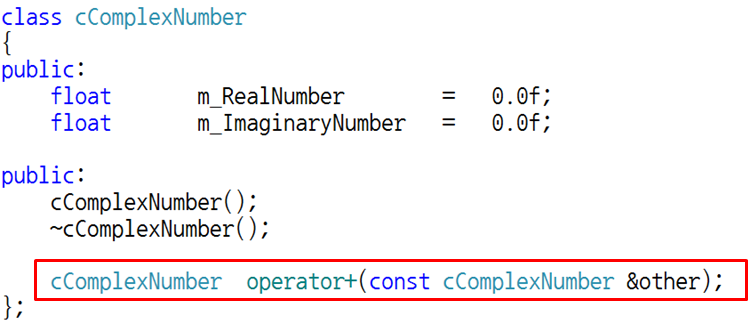 class cComplexNumber
{
public:
    float      m_RealNumber         =   0.0f;
    float      m_ImaginaryNumber   =   0.0f;
public:
    cComplexNumber();
    ~cComplexNumber();
    cComplexNumber  operator+(const cComplexNumber &other);
};